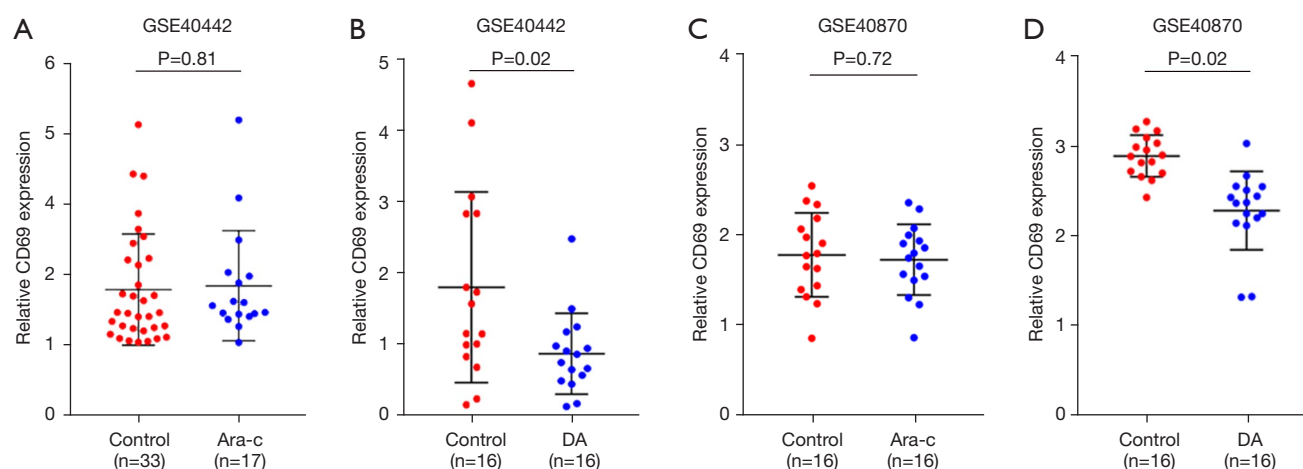 A
GSE40442
P=0.81
Relative CD69 expression
6
5
4
2
1
0
Control
(n=33)
Ara-c
(n=17)
B
GSE40442
P=0.02
Relative CD69 expression
5
4
3
2
1
0
Control
(n=16)
DA
(n=16)
C
GSE40870
P=0.72
Relative CD69 expression
4
3
2
1
0
Control
(n=16)
Ara-c
(n=16)
D
GSE40870
P=0.02
Relative CD69 expression
4
3
2
1
0
Control
(n=16)
DA
(n=16)